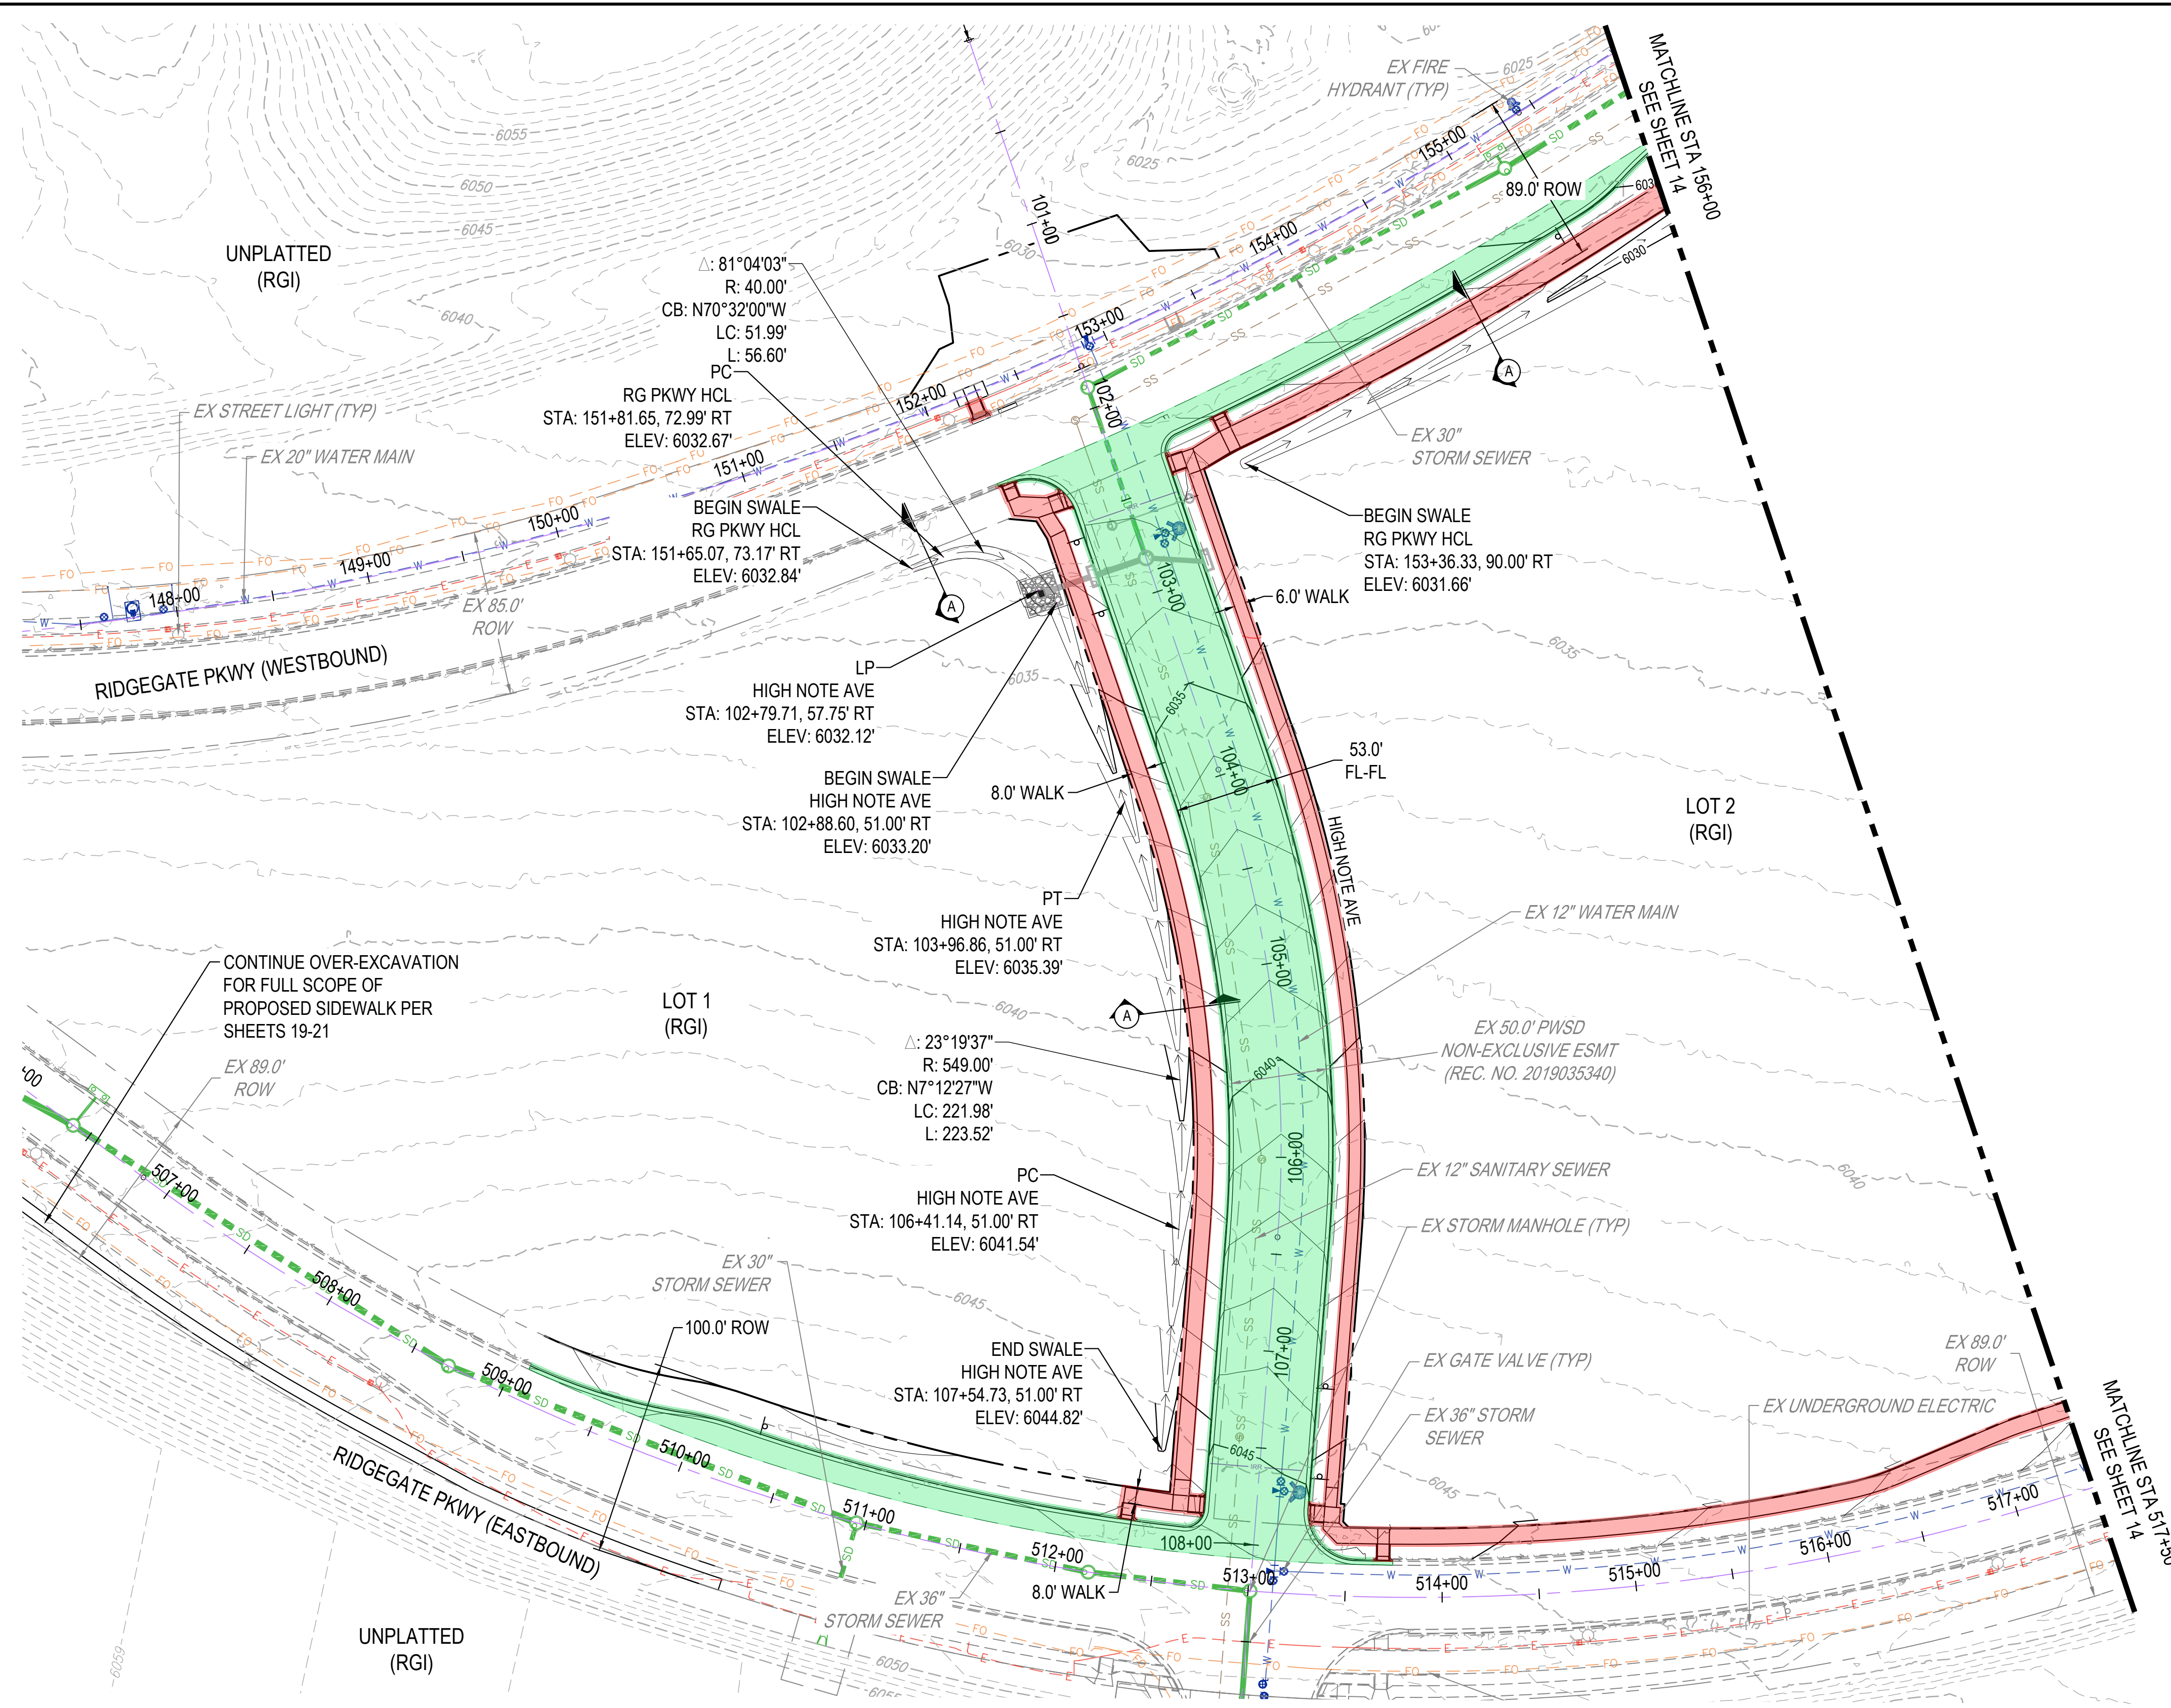 MATCHLINE STA 156+00
SEE SHEET 14
EX FIRE
HYDRANT (TYP)
6025
6055
6050
6045
6040
6025
6030
UNPLATTED
(RGI)
101+00
155+00
154+00
153+00
152+00
151+00
150+00
149+00
148+00
102+00
89.0' ROW
6030
△: 81°04'03"
R: 40.00'
CB: N70°32'00"W
LC: 51.99'
L: 56.60'
PC
RG PKWY HCL
STA: 151+81.65, 72.99' RT
ELEV: 6032.67'
EX STREET LIGHT (TYP)
EX 20" WATER MAIN
BEGIN SWALE
RG PKWY HCL
STA: 151+65.07, 73.17' RT
ELEV: 6032.84'
EX 85.0'
ROW
RIDGEGATE PKWY (WESTBOUND)
A
A
EX 30"
STORM SEWER
BEGIN SWALE
RG PKWY HCL
STA: 153+36.33, 90.00' RT
ELEV: 6031.66'
6.0' WALK
103+00
LP
HIGH NOTE AVE
STA: 102+79.71, 57.75' RT
ELEV: 6032.12'
6035
6035
6035
BEGIN SWALE
HIGH NOTE AVE
STA: 102+88.60, 51.00' RT
ELEV: 6033.20'
8.0' WALK
104+00
53.0'
FL-FL
HIGH NOTE AVE
LOT 2
(RGI)
PT
HIGH NOTE AVE
STA: 103+96.86, 51.00' RT
ELEV: 6035.39'
EX 12" WATER MAIN
105+00
CONTINUE OVER-EXCAVATION
FOR FULL SCOPE OF
PROPOSED SIDEWALK PER
SHEETS 19-21
LOT 1
(RGI)
6040
A
EX 89.0'
ROW
△: 23°19'37"
R: 549.00'
CB: N7°12'27"W
LC: 221.98'
L: 223.52'
6040
EX 50.0' PWSD
NON-EXCLUSIVE ESMT
(REC. NO. 2019035340)
106+00
EX 12" SANITARY SEWER
6040
PC
HIGH NOTE AVE
STA: 106+41.14, 51.00' RT
ELEV: 6041.54'
EX STORM MANHOLE (TYP)
507+00
508+00
509+00
510+00
511+00
512+00
513+00
514+00
515+00
516+00
517+00
EX 30"
STORM SEWER
6045
100.0' ROW
107+00
END SWALE
HIGH NOTE AVE
STA: 107+54.73, 51.00' RT
ELEV: 6044.82'
EX GATE VALVE (TYP)
EX 36" STORM
SEWER
EX UNDERGROUND ELECTRIC
EX 89.0'
ROW
6045
6045
108+00
MATCHLINE STA 517+50
SEE SHEET 14
RIDGEGATE PKWY (EASTBOUND)
8.0' WALK
EX 36"
STORM SEWER
UNPLATTED
(RGI)
6059
6050